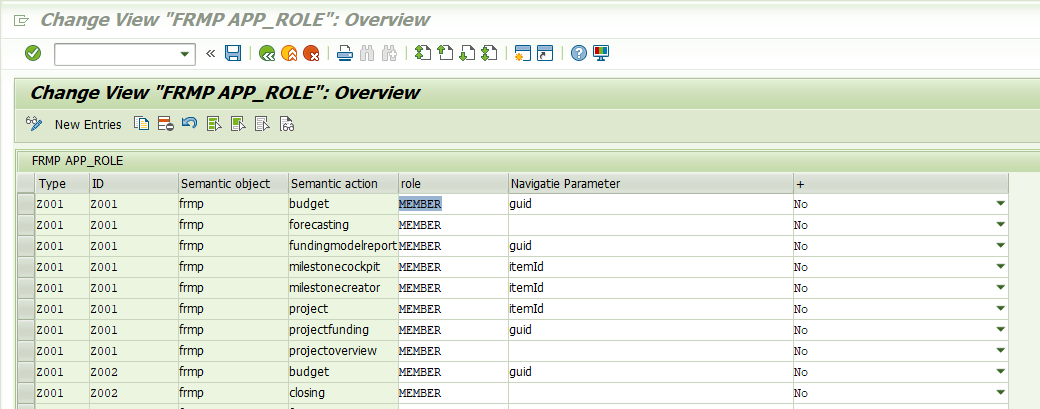 Change View "FRMP APP_ROLE": Overview
Change View "FRMP APP_ROLE": Overview
New Entries
FRMP APP_ROLE
Type ID Semantic object Semantic action role Navigatie Parameter +
Z001 Z001 frmp budget MEMBER guid No
Z001 Z001 frmp forecasting MEMBER No
Z001 Z001 frmp fundingmodelreport MEMBER guid No
Z001 Z001 frmp milestonecockpit MEMBER itemId No
Z001 Z001 frmp milestonecreator MEMBER itemId No
Z001 Z001 frmp project MEMBER itemId No
Z001 Z001 frmp projectfunding MEMBER guid No
Z001 Z001 frmp projectoverview MEMBER No
Z001 Z002 frmp budget MEMBER guid No
Z001 Z002 frmp closing MEMBER No